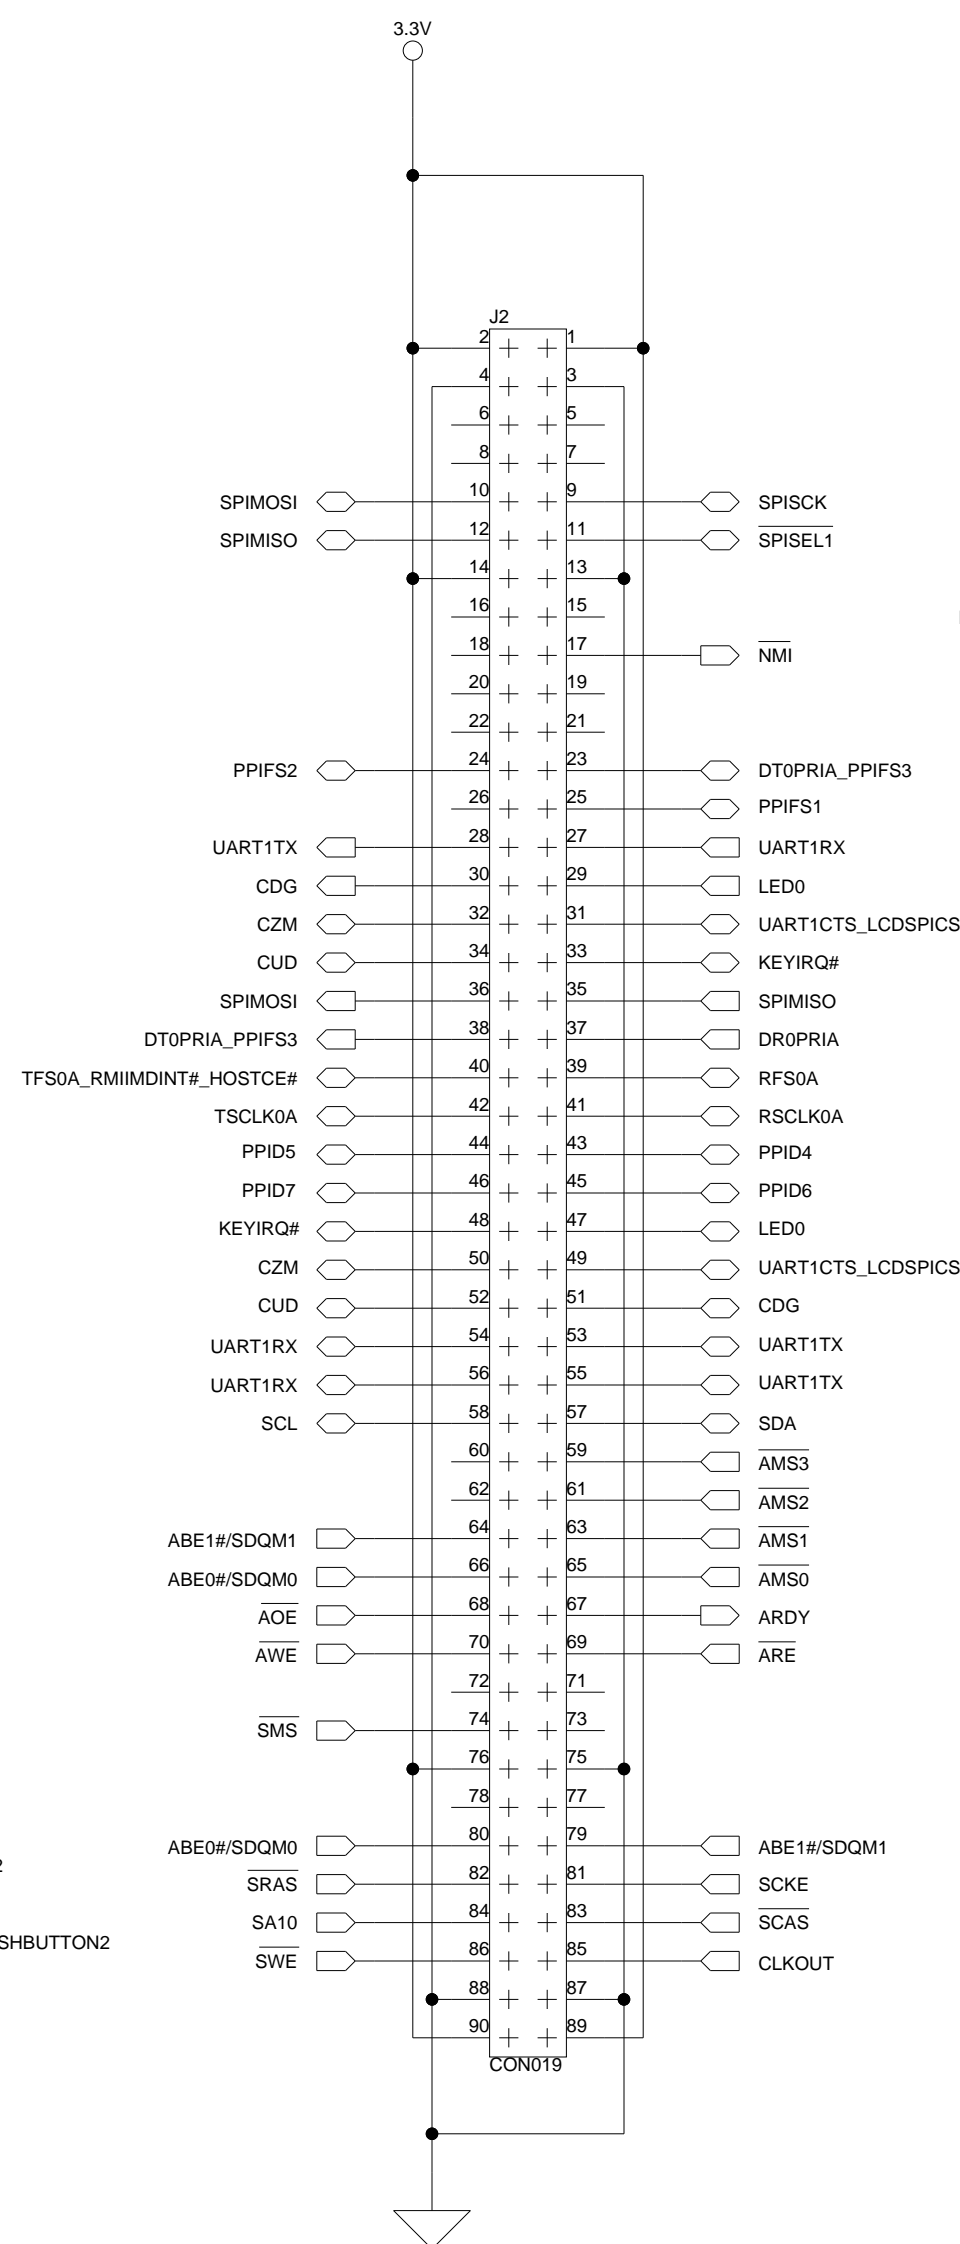 3.3V
J2
2 1
4 3
6 5
8 7
SPIMOSI 10 9 SPISCK
SPIMISO 12 11 SPISEL1
14 13
16 15
18 17 NMI
20 19
22 21
PPIFS2 24 23 DT0PRIA_PPIFS3
26 25 PPIFS1
UART1TX 28 27 UART1RX
CDG 30 29 LED0
CZM 32 31 UART1CTS_LCDSPICS
CUD 34 33 KEYIRQ#
SPIMOSI 36 35 SPIMISO
DT0PRIA_PPIFS3 38 37 DR0PRIA
TFS0A_RMIIMDINT#_HOSTCE# 40 39 RFS0A
TSCLK0A 42 41 RSCLK0A
PPID5 44 43 PPID4
PPID7 46 45 PPID6
KEYIRQ# 48 47 LED0
CZM 50 49 UART1CTS_LCDSPICS
CUD 52 51 CDG
UART1RX 54 53 UART1TX
UART1RX 56 55 UART1TX
SCL 58 57 SDA
60 59 AMS3
62 61 AMS2
ABE1#/SDQM1 64 63 AMS1
ABE0#/SDQM0 66 65 AMS0
AOE 68 67 ARDY
AWE 70 69 ARE
72 71
SMS 74 73
76 75
78 77
ABE0#/SDQM0 80 79 ABE1#/SDQM1
SRAS 82 81 SCKE
SA10 84 83 SCAS
SHBUTTON2 SWE 86 85 CLKOUT
88 87
90 89
CON019